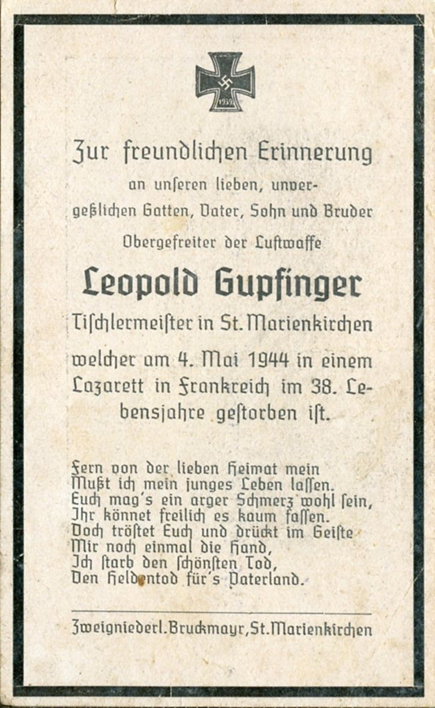 1939
Zur freundlichen Erinnerung
an unseren lieben, unver-
geßlichen Gatten, Vater, Sohn und Bruder
Obergefreiter der Luftwaffe
Leopold Gupfinger
Tischlermeister in St. Marienkirchen
welcher am 4. Mai 1944 in einem
Lazarett in Frankreich im 38. Le-
bensjahre gestorben ist.
Fern von der lieben Heimat mein
Mußt ich mein junges Leben lassen.
Euch mag's ein arger Schmerz wohl sein,
Ihr könnet freilich es kaum fassen.
Doch tröstet Euch und drückt im Geiste
Mir noch einmal die Hand,
Ich starb den schönsten Tod,
Den Heldentod für's Vaterland.
Zweigniederl. Bruckmayr, St. Marienkirchen